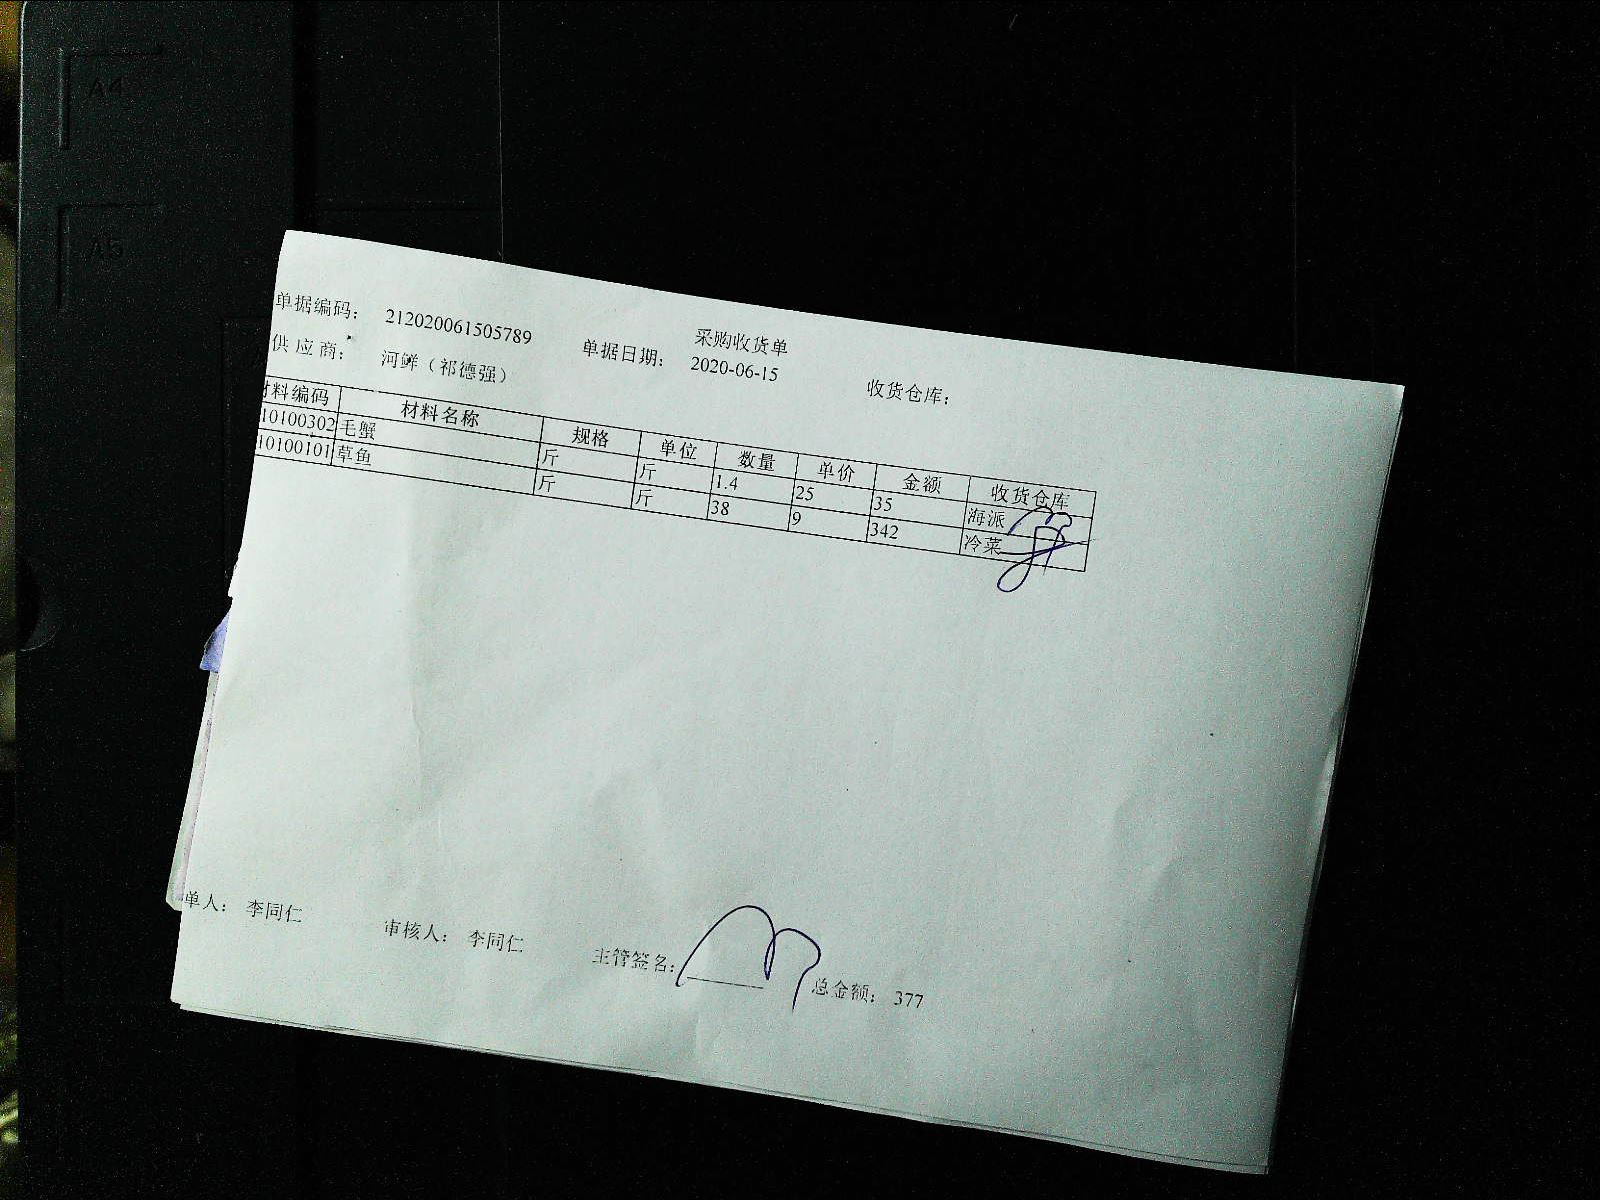 A4
A5
采购收货单
单据编码： 212020061505789 单据日期： 2020-06-15 收货仓库：
供 应 商： 河鲜（祁德强）
材料编码 材料名称 规格 单位 数量 单价 金额 收货仓库
10100302 毛蟹 斤 斤 1.4 25 35 海派
10100101 草鱼 斤 斤 38 9 342 冷菜
单人： 李同仁 审核人： 李同仁 主管签名： 总金额： 377